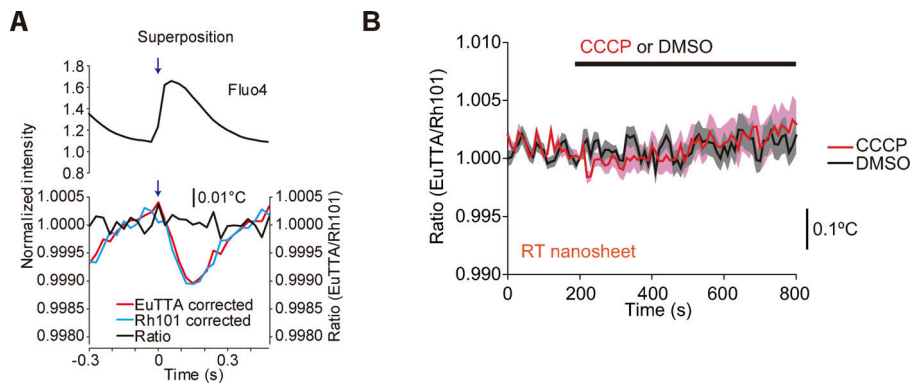 A
Superposition
Fluo4
1.8
1.6
1.4
1.2
1.0
Normalized intensity
0.01°C
1.0005
1.0000
0.9995
0.9990
0.9985
0.9980
1.0005
1.0000
0.9995
0.9990
0.9985
0.9980
Ratio (EuTTA/Rh101)
EuTTA corrected
Rh101 corrected
Ratio
-0.3
0
0.3
Time (s)
B
CCCP or DMSO
1.010
1.005
1.000
0.995
0.990
Ratio (EuTTA/Rh101)
CCCP
DMSO
0.1°C
RT nanosheet
0
200
400
600
800
Time (s)